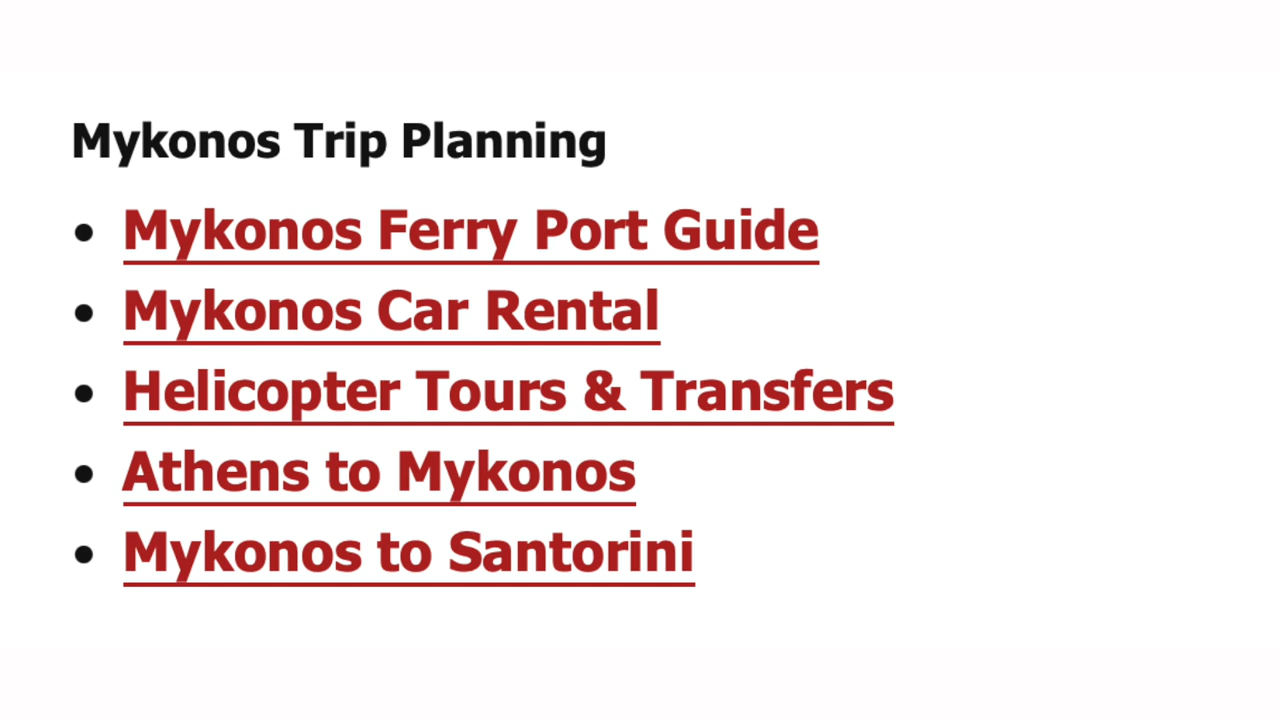 Mykonos Trip Planning
• Mykonos Ferry Port Guide
• Mykonos Car Rental
• Helicopter Tours & Transfers
• Athens to Mykonos
• Mykonos to Santorini